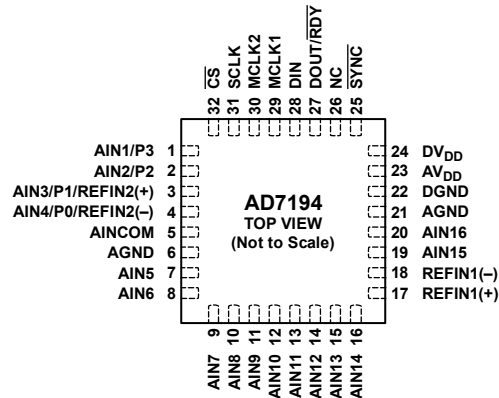 32 C̅S̅
31 SCLK
30 MCLK2
29 MCLK1
28 DIN
27 DOUT/R̅D̅Y̅
26 NC
25 S̅Y̅N̅C̅
AIN1/P3 1
AIN2/P2 2
AIN3/P1/REFIN2(+) 3
AIN4/P0/REFIN2(–) 4
AINCOM 5
AGND 6
AIN5 7
AIN6 8
AD7194
TOP VIEW
(Not to Scale)
24 DVDD
23 AVDD
22 DGND
21 AGND
20 AIN16
19 AIN15
18 REFIN1(–)
17 REFIN1(+)
AIN7 9
AIN8 10
AIN9 11
AIN10 12
AIN11 13
AIN12 14
AIN13 15
AIN14 16